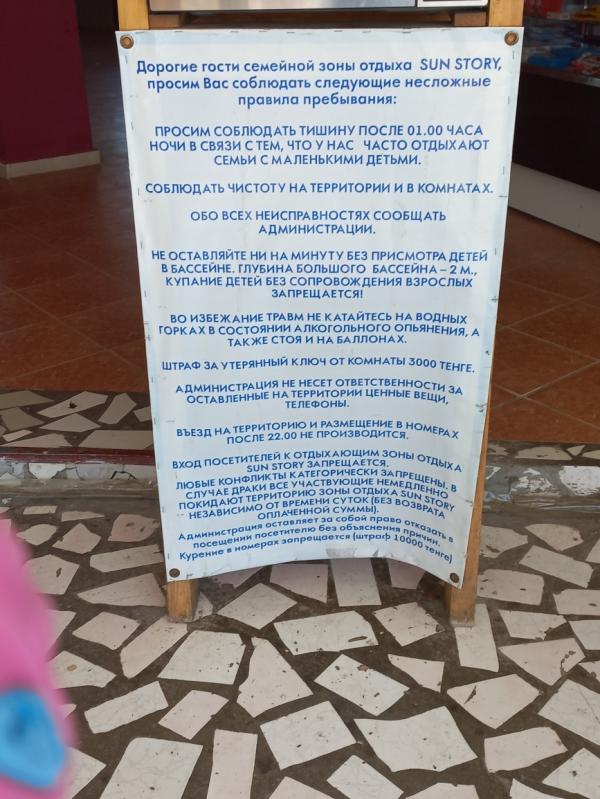 Дорогие гости семейной зоны отдыха SUN STORY,
просим Вас соблюдать следующие несложные
правила пребывания:
ПРОСИМ СОБЛЮДАТЬ ТИШИНУ ПОСЛЕ 01.00 ЧАСА
НОЧИ В СВЯЗИ С ТЕМ, ЧТО У НАС ЧАСТО ОТДЫХАЮТ
СЕМЬИ С МАЛЕНЬКИМИ ДЕТЬМИ.
СОБЛЮДАТЬ ЧИСТОТУ НА ТЕРРИТОРИИ И В КОМНАТАХ.
ОБО ВСЕХ НЕИСПРАВНОСТЯХ СООБЩАТЬ
АДМИНИСТРАЦИИ.
НЕ ОСТАВЛЯЙТЕ НИ НА МИНУТУ БЕЗ ПРИСМОТРА ДЕТЕЙ
В БАССЕЙНЕ. ГЛУБИНА БОЛЬШОГО БАССЕЙНА – 2 М.,
КУПАНИЕ ДЕТЕЙ БЕЗ СОПРОВОЖДЕНИЯ ВЗРОСЛЫХ
ЗАПРЕЩАЕТСЯ!
ВО ИЗБЕЖАНИЕ ТРАВМ НЕ КАТАЙТЕСЬ НА ВОДНЫХ
ГОРКАХ В СОСТОЯНИИ АЛКОГОЛЬНОГО ОПЬЯНЕНИЯ, А
ТАКЖЕ СТОЯ И НА БАЛЛОНАХ.
ШТРАФ ЗА УТЕРЯННЫЙ КЛЮЧ ОТ КОМНАТЫ 3000 ТЕНГЕ.
АДМИНИСТРАЦИЯ НЕ НЕСЕТ ОТВЕТСТВЕННОСТИ ЗА
ОСТАВЛЕННЫЕ НА ТЕРРИТОРИИ ЦЕННЫЕ ВЕЩИ,
ТЕЛЕФОНЫ.
ВЪЕЗД НА ТЕРРИТОРИЮ И РАЗМЕЩЕНИЕ В НОМЕРАХ
ПОСЛЕ 22.00 НЕ ПРОИЗВОДИТСЯ.
ВХОД ПОСЕТИТЕЛЕЙ К ОТДЫХАЮЩИМ ЗОНЫ ОТДЫХА
SUN STORY ЗАПРЕЩАЕТСЯ.
ЛЮБЫЕ КОНФЛИКТЫ КАТЕГОРИЧЕСКИ ЗАПРЕЩЕНЫ. В
СЛУЧАЕ ДРАКИ ВСЕ УЧАСТВУЮЩИЕ НЕМЕДЛЕННО
ПОКИДАЮТ ТЕРРИТОРИЮ ЗОНЫ ОТДЫХА SUN STORY
НЕЗАВИСИМО ОТ ВРЕМЕНИ СУТОК (БЕЗ ВОЗВРАТА
ОПЛАЧЕННОЙ СУММЫ).
Администрация оставляет за собой право отказать в
посещении посетителю без объяснения причин.
Курение в номерах запрещается (штраф 10000 тенге)